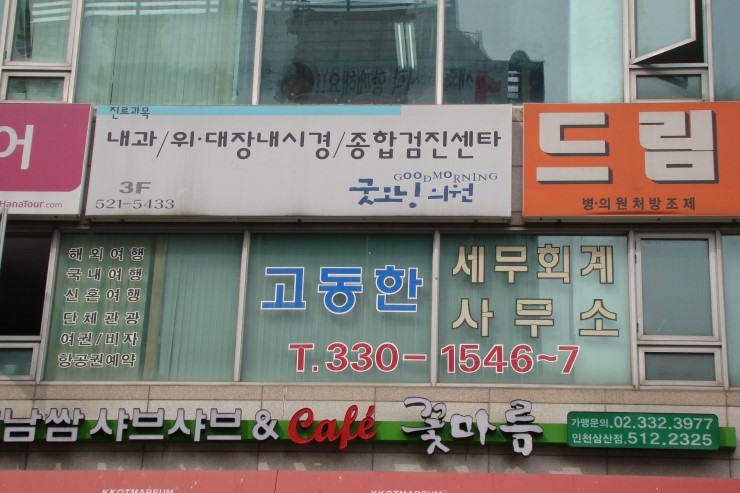 어
HanaTour.com
진료과목
내과/위·대장내시경/종합검진센타
3F
521-5433
GOOD MORNING
굿모닝의원
드림
병·의원처방조제
해외여행
국내여행
신혼여행
단체관광
여권/비자
항공권예약
고동한
세무회계
사무소
T.330-1546~7
남쌈 샤브샤브 & Café 꽃마름
가맹문의.02.332.3977
인천삼산점.512.2325
KKOTMAREUM
KKOTMAREUM